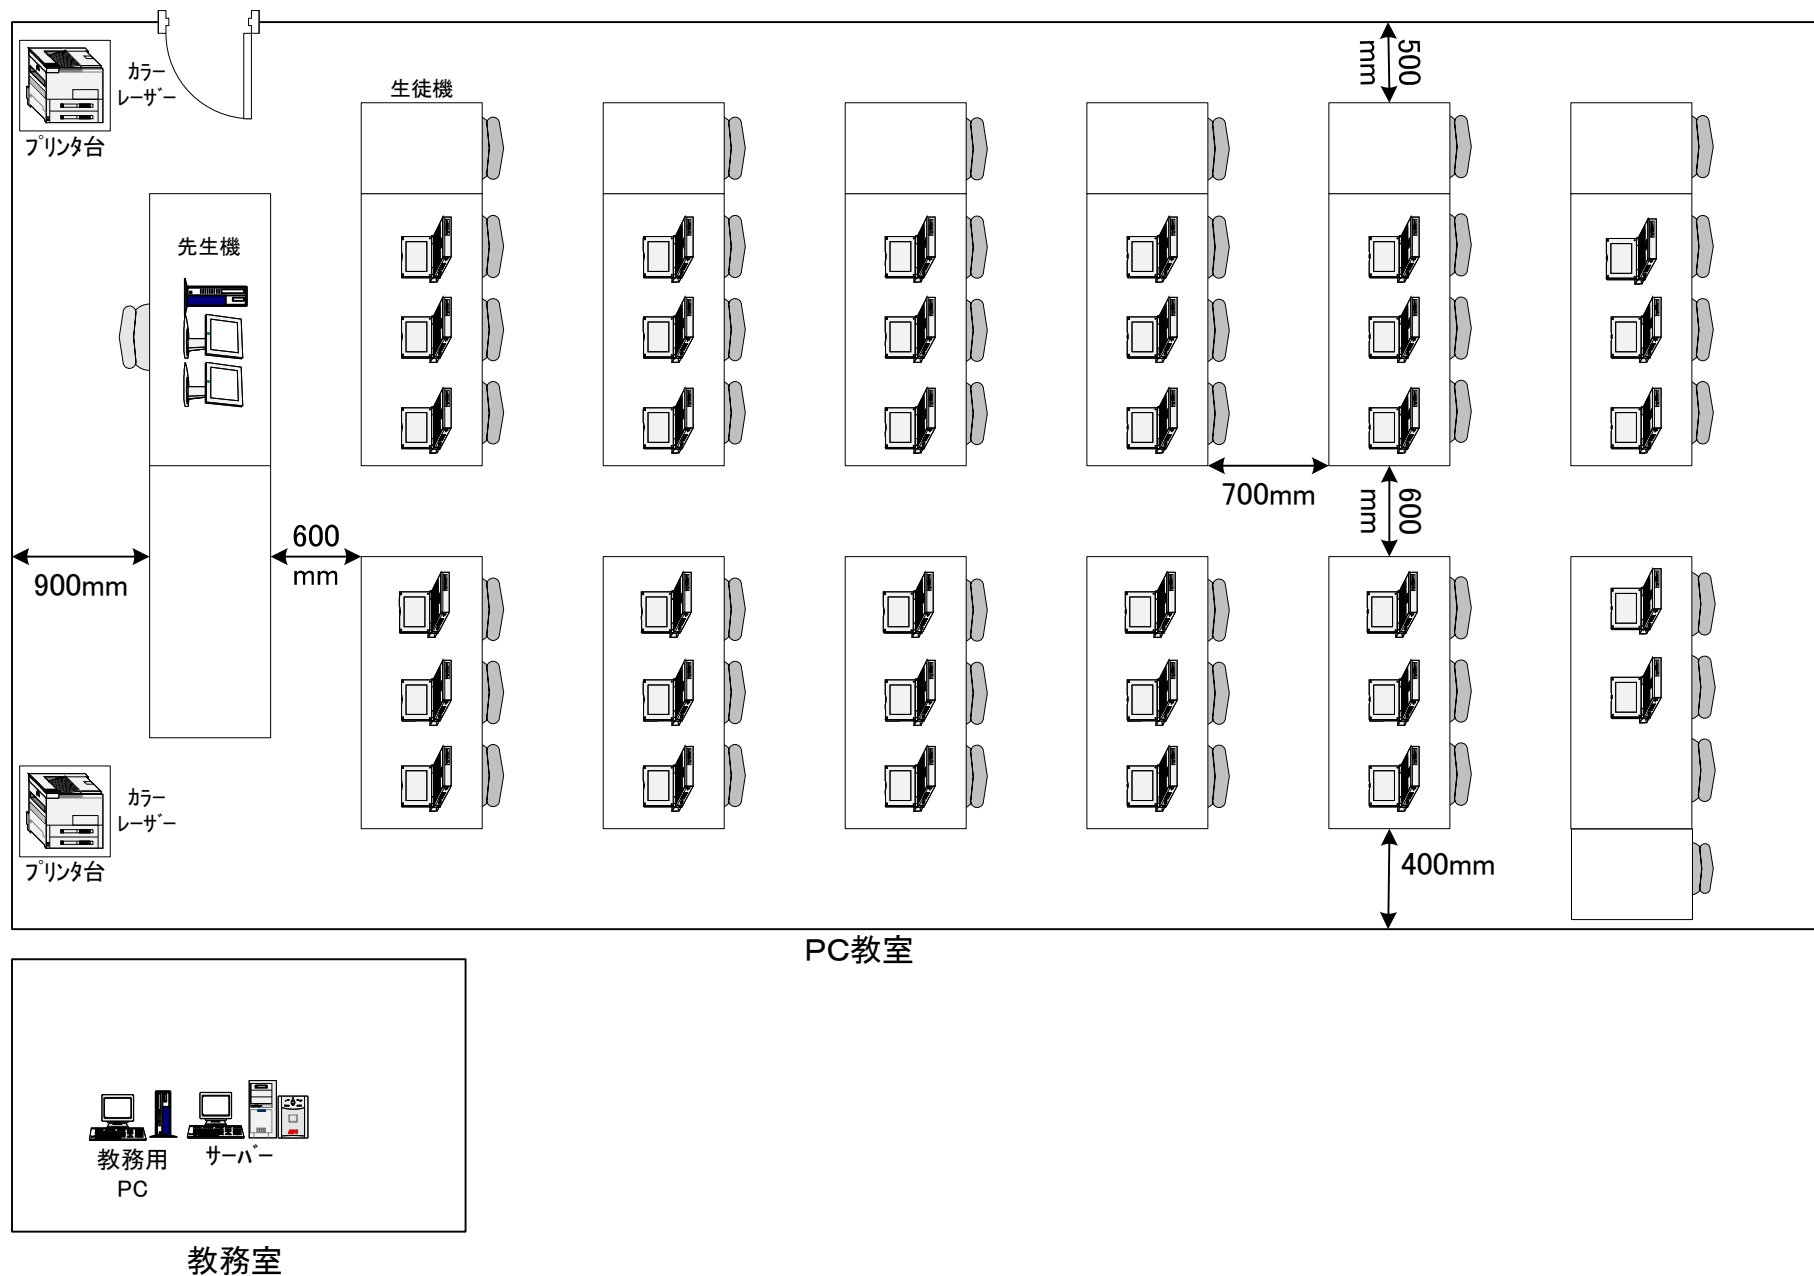 カラー
レーザー
プリンタ台
生徒機
500
mm
先生機
700mm
600
mm
600
mm
900mm
カラー
レーザー
プリンタ台
400mm
PC教室
教務用
PC
サーバー
教務室